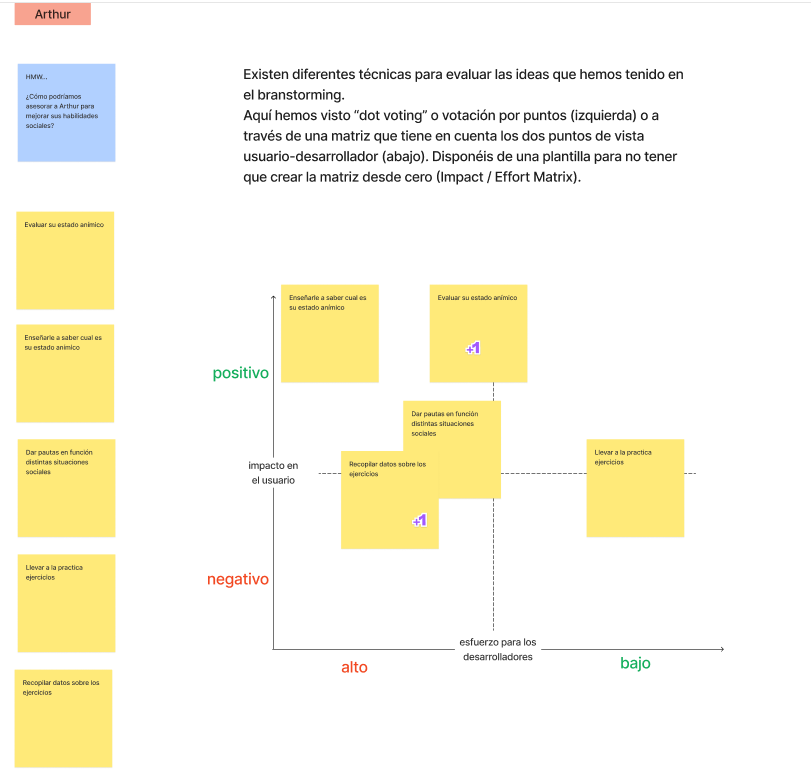 Arthur
HMW...
¿Cómo podríamos
asesorar a Arthur para
mejorar sus habilidades
sociales?
Existen diferentes técnicas para evaluar las ideas que hemos tenido en
el branstorming.
Aquí hemos visto “dot voting” o votación por puntos (izquierda) o a
través de una matriz que tiene en cuenta los dos puntos de vista
usuario-desarrollador (abajo). Disponéis de una plantilla para no tener
que crear la matriz desde cero (Impact / Effort Matrix).
Evaluar su estado anímico
Enseñarle a saber cual es
su estado anímico
Dar pautas en función
distintas situaciones
sociales
Llevar a la practica
ejercicios
Recopilar datos sobre los
ejercicios
Enseñarle a saber cual es
su estado anímico
Evaluar su estado anímico
+1
positivo
Dar pautas en función
distintas situaciones
sociales
Recopilar datos sobre los
ejercicios
+1
Llevar a la practica
ejercicios
impacto en
el usuario
negativo
esfuerzo para los
desarrolladores
alto
bajo